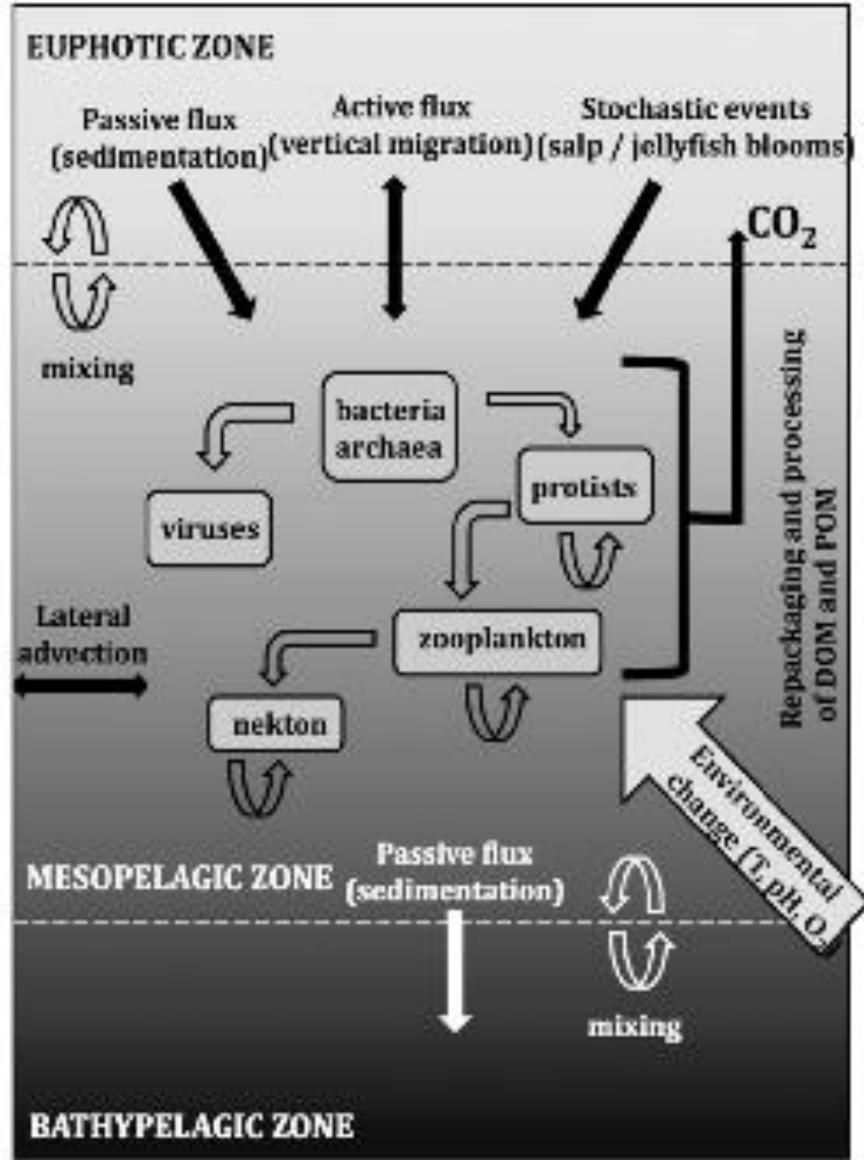 EUPHOTIC ZONE
Passive flux
(sedimentation)
Active flux
(vertical migration)
Stochastic events
(salp / jellyfish blooms)
CO₂
mixing
bacteria
archaea
protists
viruses
Repackaging and processing
of DOM and POM
Lateral
advection
zooplankton
nekton
Environmental
change (T, pH, O₂
MESOPELAGIC ZONE
Passive flux
(sedimentation)
mixing
BATHYPELAGIC ZONE